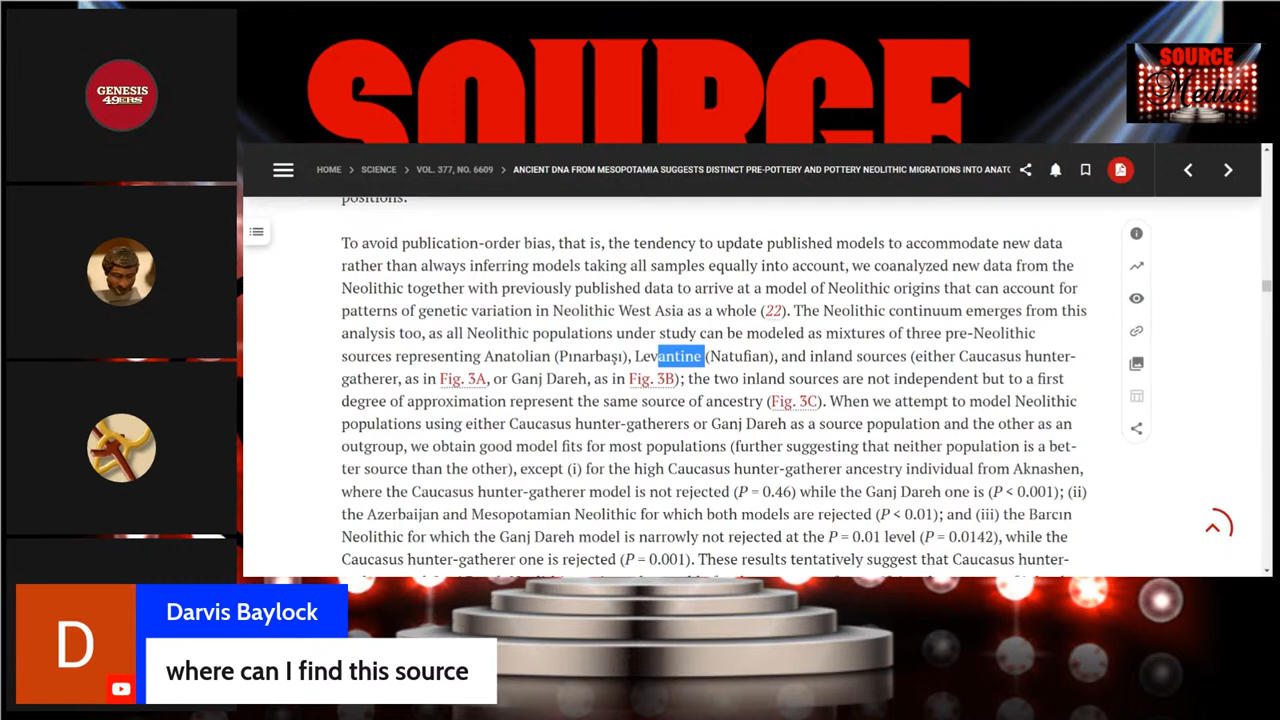 SOURCE
SOURCE
Media
GENESIS
49ERS
HOME > SCIENCE > VOL. 377, NO. 6609 > ANCIENT DNA FROM MESOPOTAMIA SUGGESTS DISTINCT PRE-POTTERY AND POTTERY NEOLITHIC MIGRATIONS INTO ANATO
positions.
To avoid publication-order bias, that is, the tendency to update published models to accommodate new data
rather than always inferring models taking all samples equally into account, we coanalyzed new data from the
Neolithic together with previously published data to arrive at a model of Neolithic origins that can account for
patterns of genetic variation in Neolithic West Asia as a whole (22). The Neolithic continuum emerges from this
analysis too, as all Neolithic populations under study can be modeled as mixtures of three pre-Neolithic
sources representing Anatolian (Pınarbaşı), Levantine (Natufian), and inland sources (either Caucasus hunter-
gatherer, as in Fig. 3A, or Ganj Dareh, as in Fig. 3B); the two inland sources are not independent but to a first
degree of approximation represent the same source of ancestry (Fig. 3C). When we attempt to model Neolithic
populations using either Caucasus hunter-gatherers or Ganj Dareh as a source population and the other as an
outgroup, we obtain good model fits for most populations (further suggesting that neither population is a bet-
ter source than the other), except (i) for the high Caucasus hunter-gatherer ancestry individual from Aknashen,
where the Caucasus hunter-gatherer model is not rejected (P = 0.46) while the Ganj Dareh one is (P < 0.001); (ii)
the Azerbaijan and Mesopotamian Neolithic for which both models are rejected (P < 0.01); and (iii) the Barcın
Neolithic for which the Ganj Dareh model is narrowly not rejected at the P = 0.01 level (P = 0.0142), while the
Caucasus hunter-gatherer one is rejected (P = 0.001). These results tentatively suggest that Caucasus hunter-
D
Darvis Baylock
where can I find this source